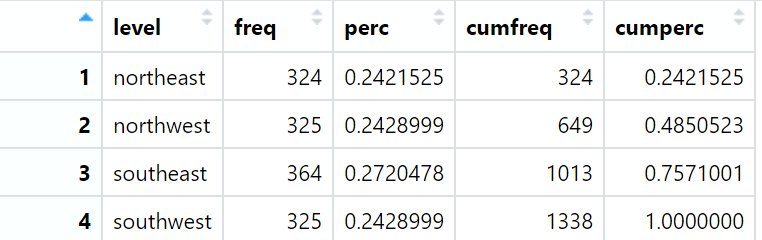 level freq perc cumfreq cumperc
1 northeast 324 0.2421525 324 0.2421525
2 northwest 325 0.2428999 649 0.4850523
3 southeast 364 0.2720478 1013 0.7571001
4 southwest 325 0.2428999 1338 1.0000000